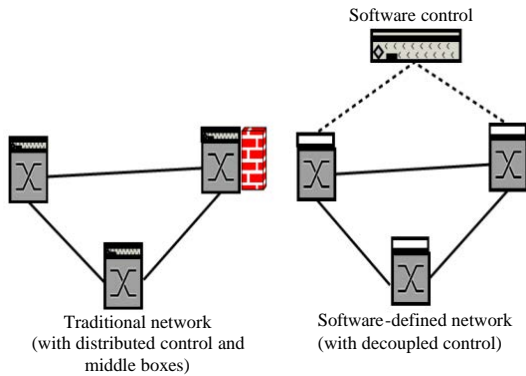 Software control
Traditional network
(with distributed control and
middle boxes)
Software-defined network
(with decoupled control)